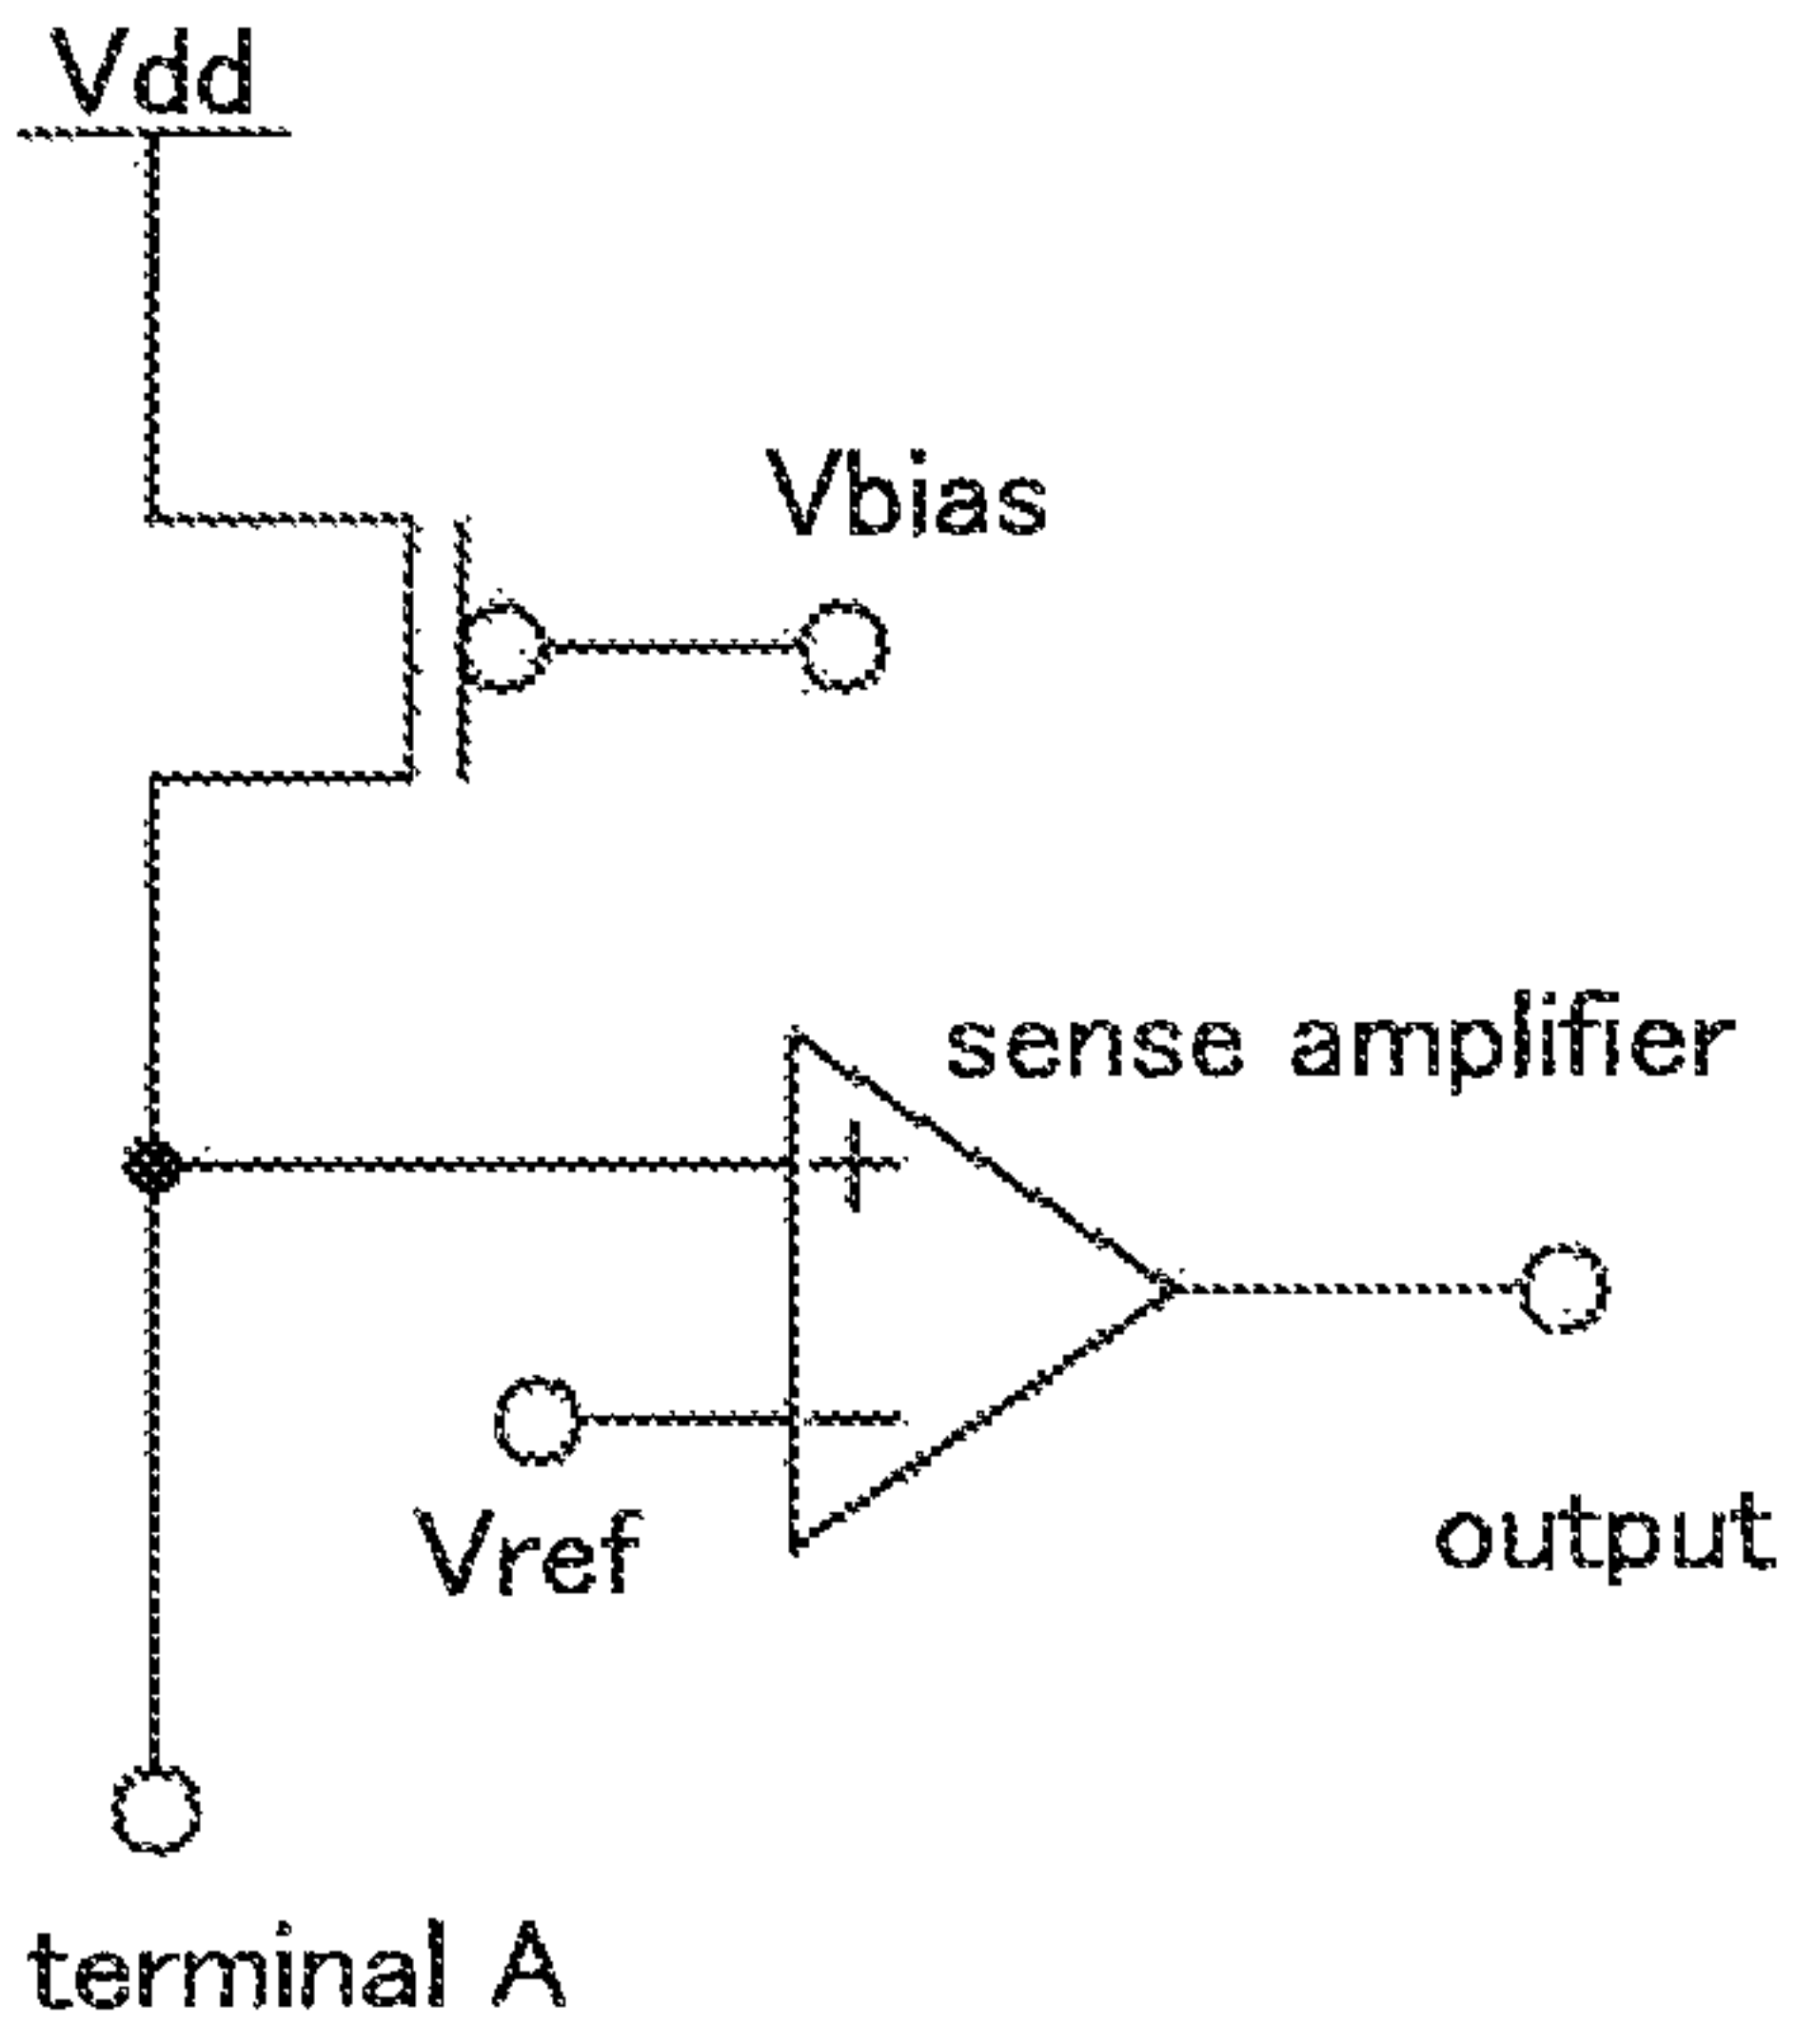 Vdd
Vbias
sense amplifier
+
−
Vref
output
terminal A